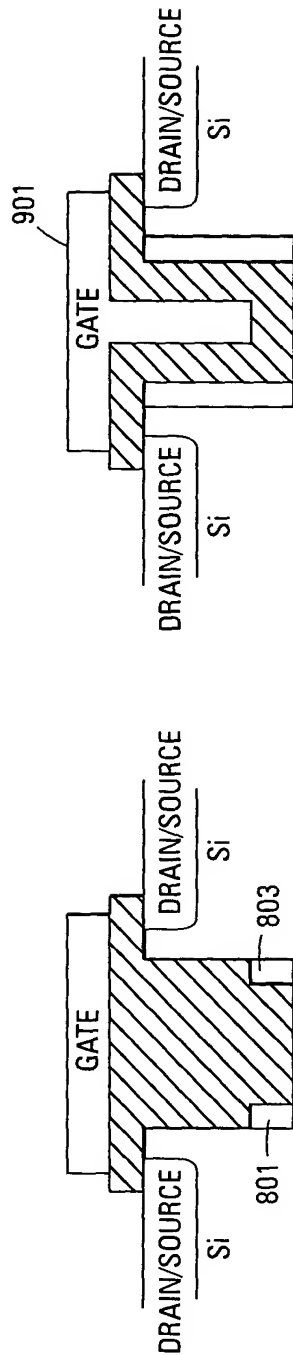 GATE
DRAIN/SOURCE
DRAIN/SOURCE
Si
Si
801
803
901
GATE
DRAIN/SOURCE
DRAIN/SOURCE
Si
Si